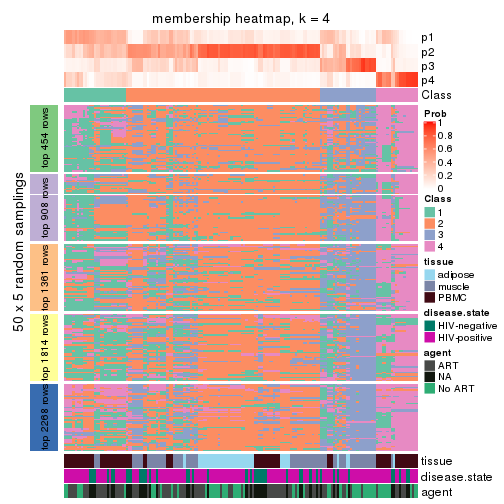 membership heatmap, k = 4
p1
p2
p3
p4
Class
50 x 5 random samplings
top 454 rows
top 908 rows
top 1361 rows
top 1814 rows
top 2268 rows
Prob
1
0.8
0.6
0.4
0.2
0
Class
1
2
3
4
tissue
adipose
muscle
PBMC
disease.state
HIV-negative
HIV-positive
agent
ART
NA
No ART
tissue
disease.state
agent